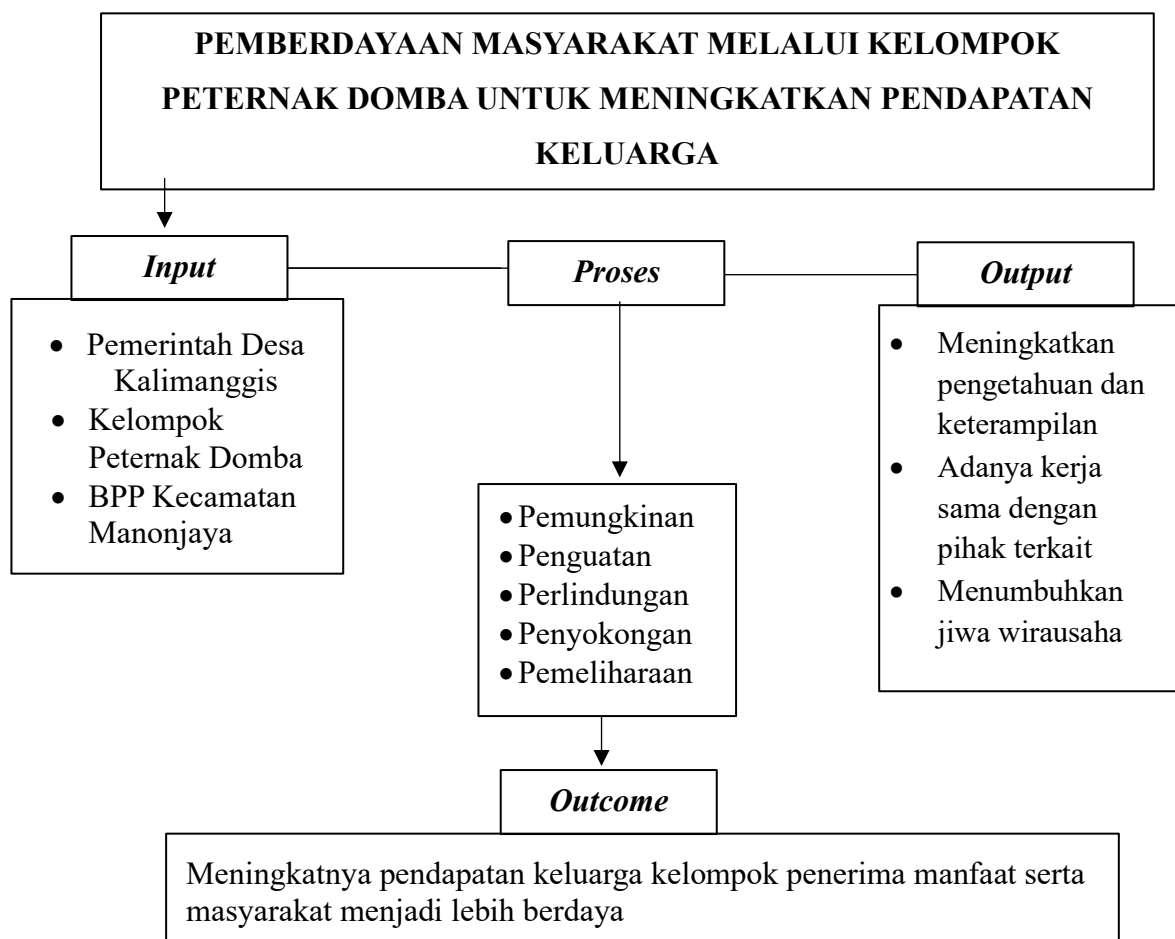 PEMBERDAYAAN MASYARAKAT MELALUI KELOMPOK
PETERNAK DOMBA UNTUK MENINGKATKAN PENDAPATAN
KELUARGA
Input
• Pemerintah Desa
Kalimanggis
• Kelompok
Peternak Domba
• BPP Kecamatan
Manonjaya
Proses
• Pemungkinan
• Penguatan
• Perlindungan
• Penyokongan
• Pemeliharaan
Output
• Meningkatkan
pengetahuan dan
keterampilan
• Adanya kerja
sama dengan
pihak terkait
• Menumbuhkan
jiwa wirausaha
Outcome
Meningkatnya pendapatan keluarga kelompok penerima manfaat serta
masyarakat menjadi lebih berdaya